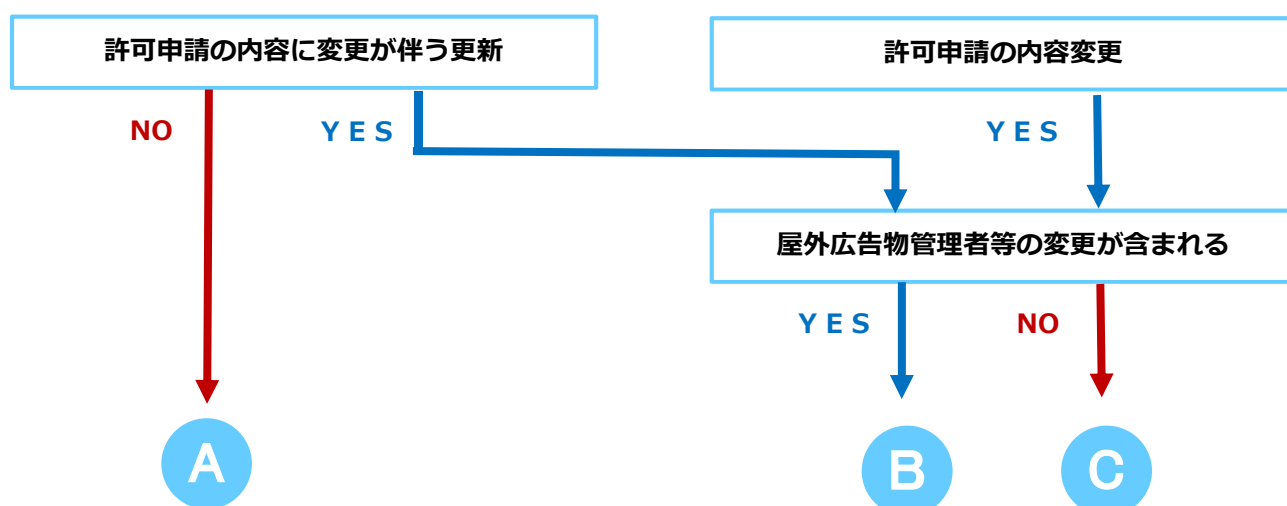 許可申請の内容に変更が伴う更新
許可申請の内容変更
NO
YES
YES
屋外広告物管理者等の変更が含まれる
YES
NO
A
B
C